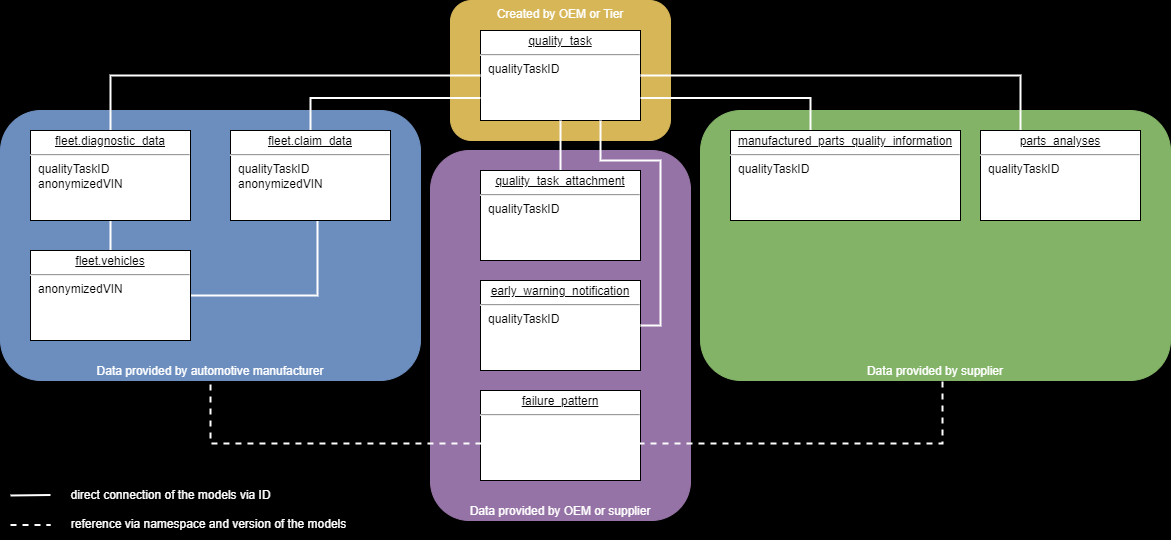 Created by OEM or Tier
quality_task
qualityTaskID
fleet.diagnostic_data
qualityTaskID
anonymizedVIN
fleet.claim_data
qualityTaskID
anonymizedVIN
fleet.vehicles
anonymizedVIN
Data provided by automotive manufacturer
quality_task_attachment
qualityTaskID
early_warning_notification
qualityTaskID
failure_pattern
Data provided by OEM or supplier
manufactured_parts_quality_information
qualityTaskID
parts_analyses
qualityTaskID
Data provided by supplier
direct connection of the models via ID
reference via namespace and version of the models